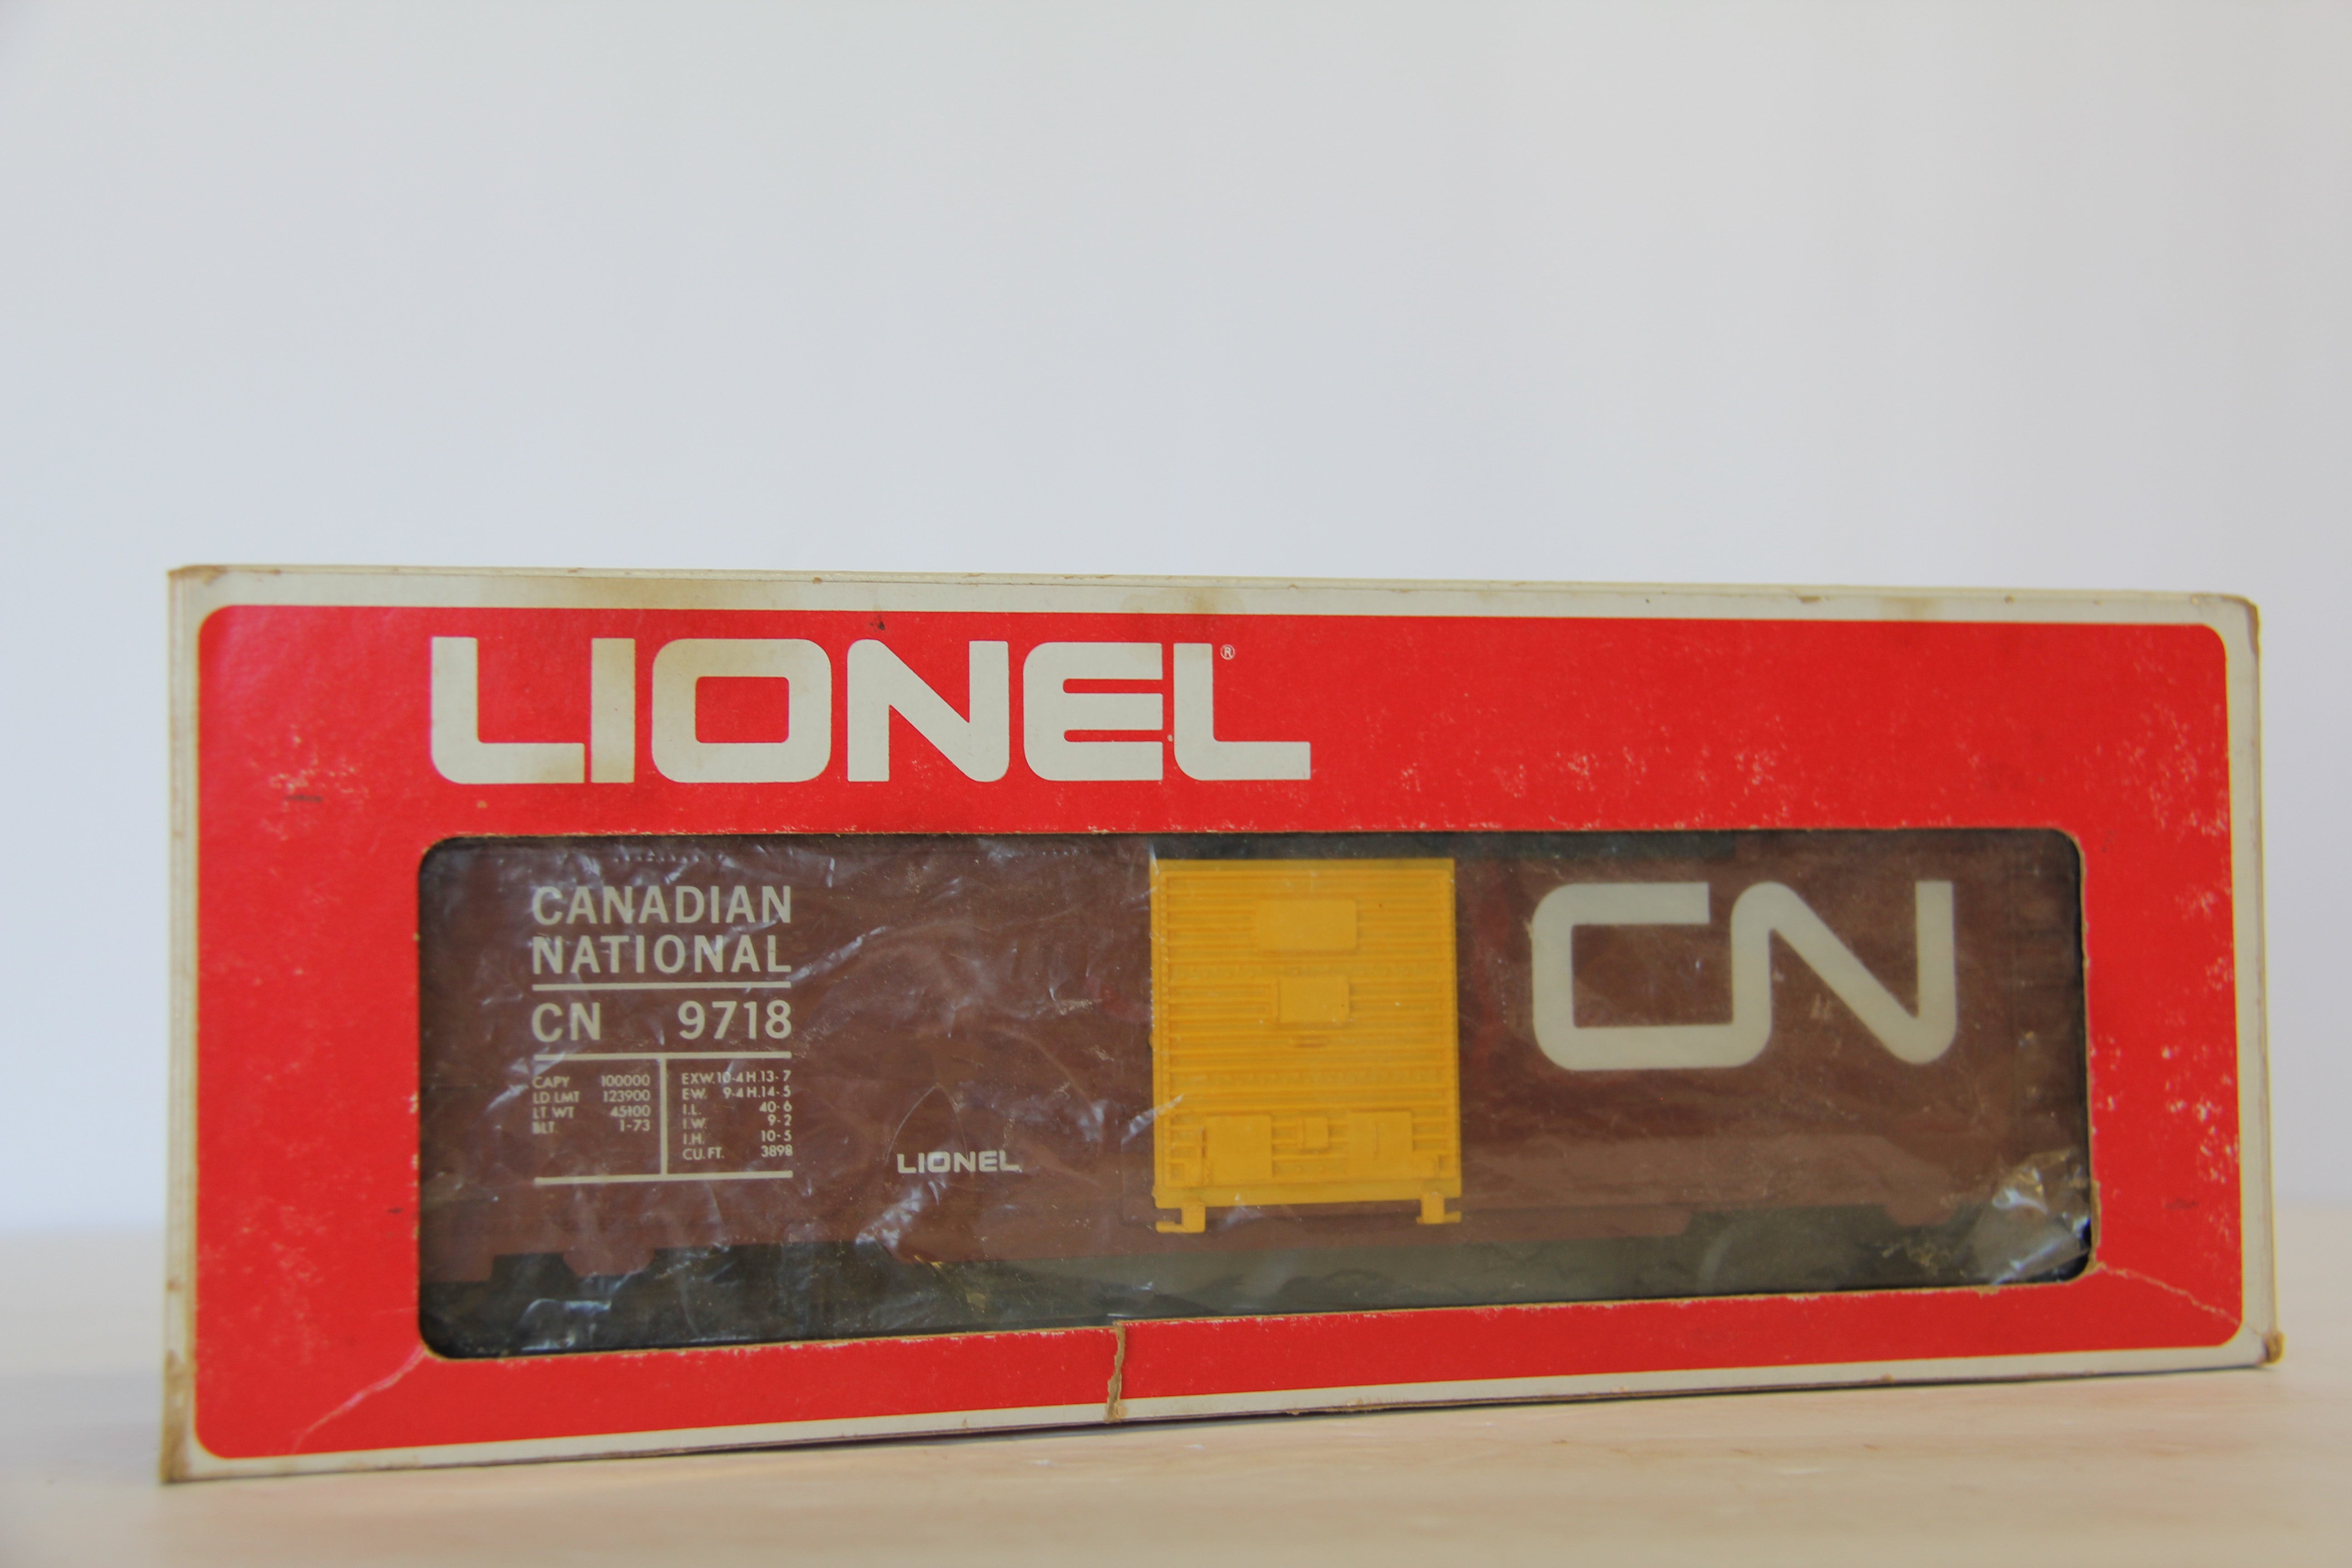 LIONEL®
CANADIAN
NATIONAL
CN 9718
CAPY 100000
LD LMT 123900
LT. WT 45100
BLT. 1-73
EXW.10-4 H.13-7
EW. 9-4 H.14-5
I.L. 40-6
I.W. 9-2
I.H. 10-5
CU. FT. 3898
LIONEL
CN